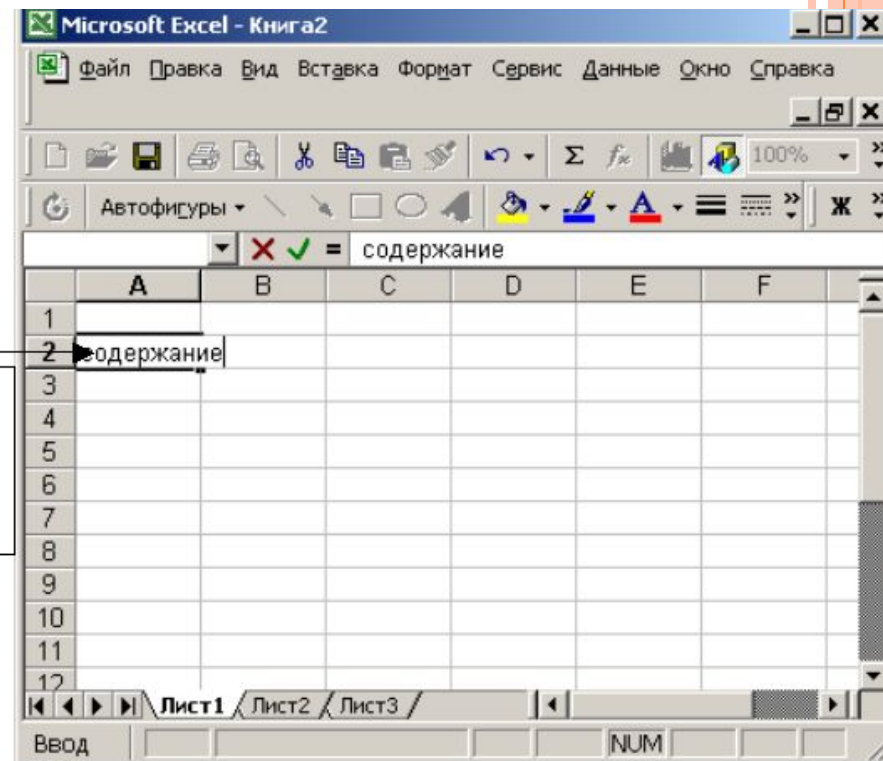 Microsoft Excel - Книга2
Файл Правка Вид Вставка Формат Сервис Данные Окно Справка
Σ fx 100%
Автофигуры A Ж
= содержание
A B C D E F
1
2 содержание
3
4
5
6
7
8
9
10
11
12
Лист1 Лист2 Лист3
Ввод NUM